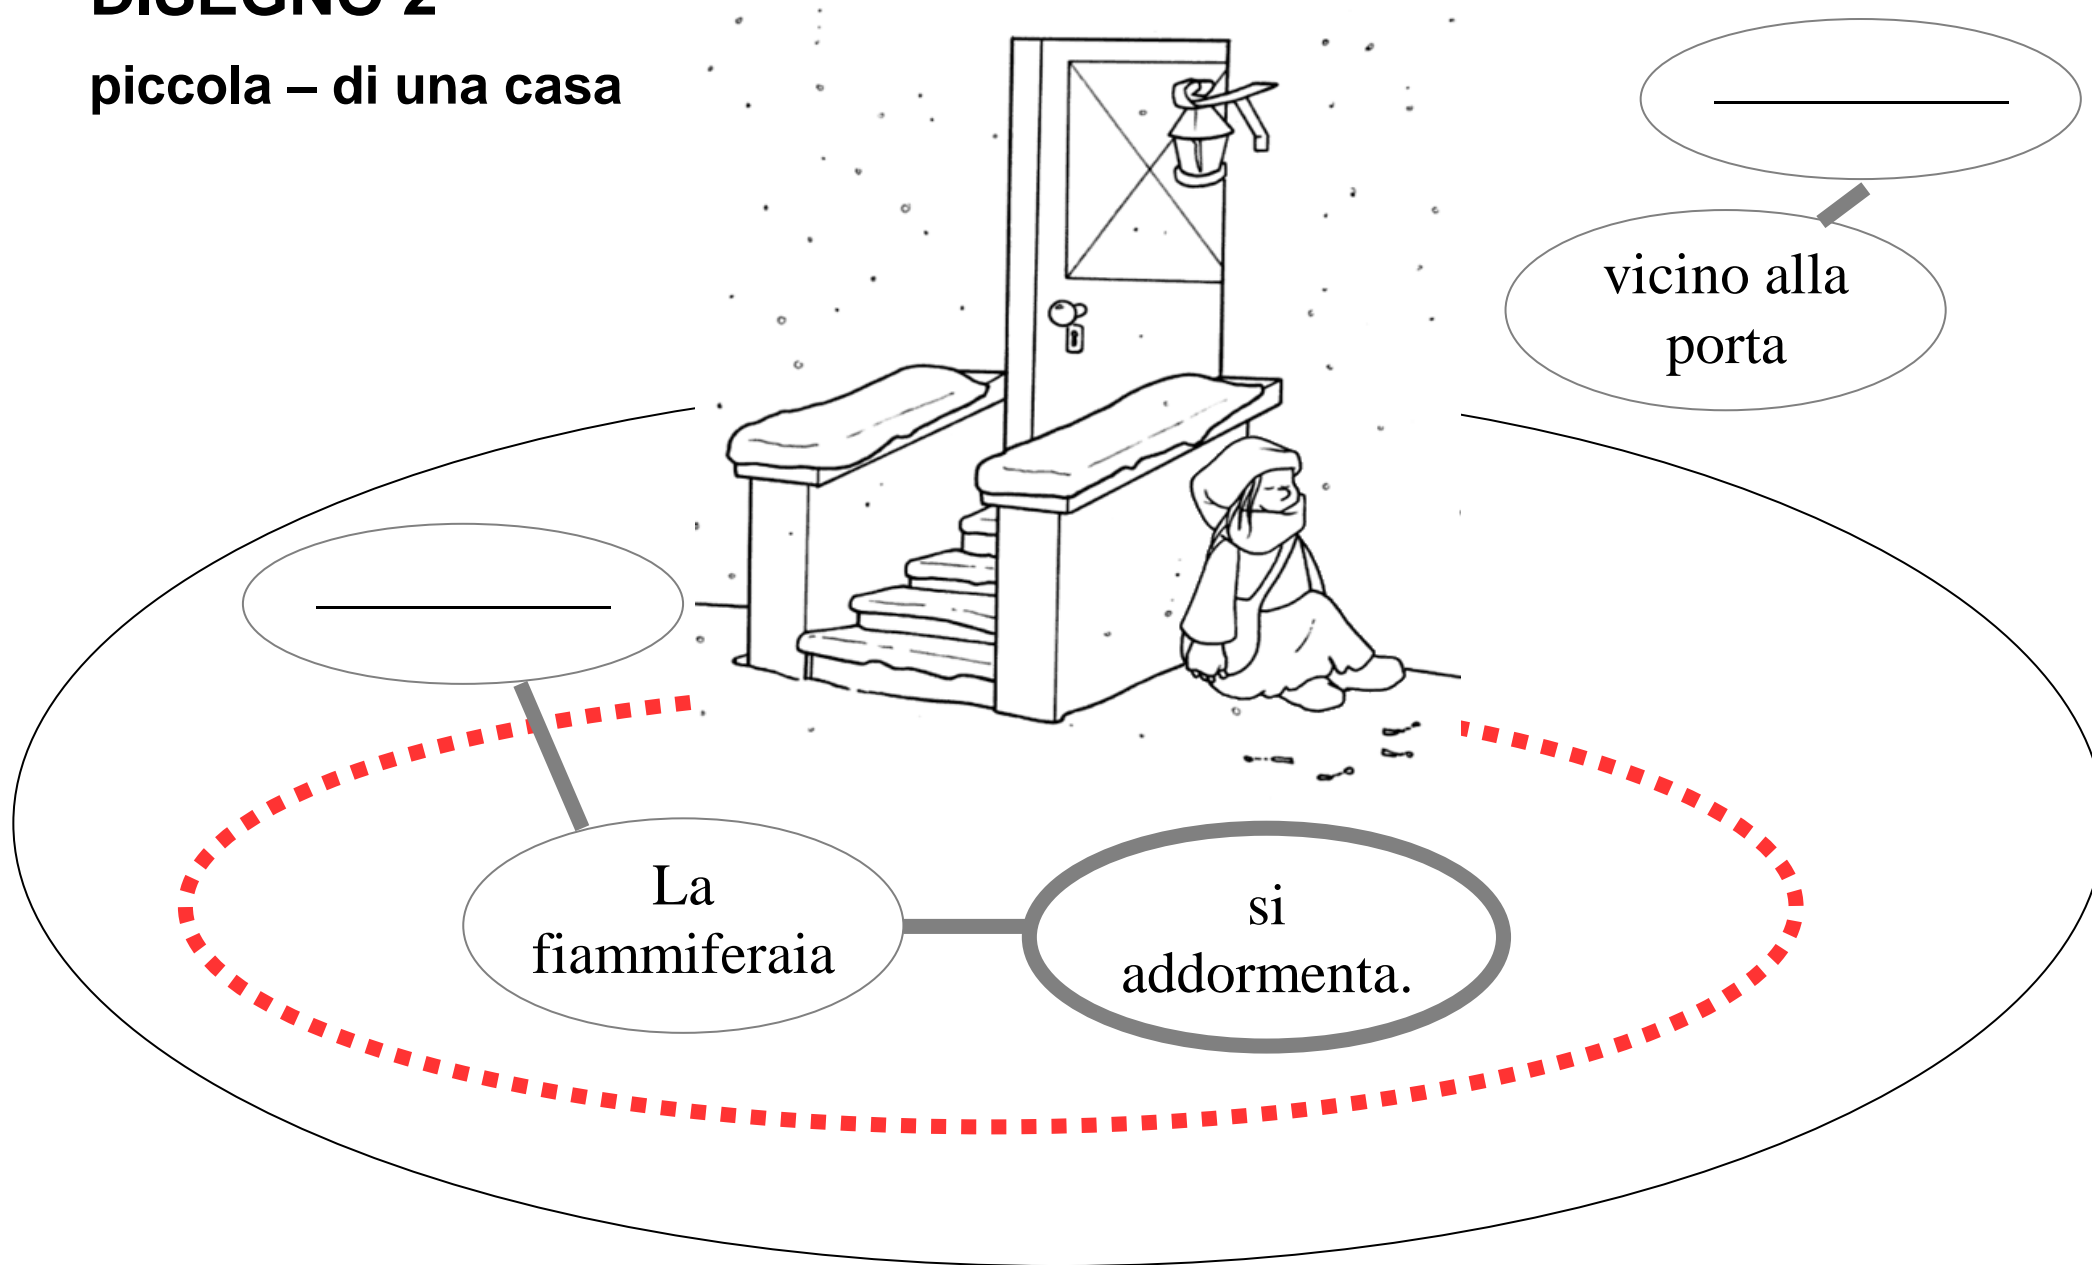 DISEGNO 2
piccola – di una casa
vicino alla
porta
La
fiammiferaia
si
addormenta.